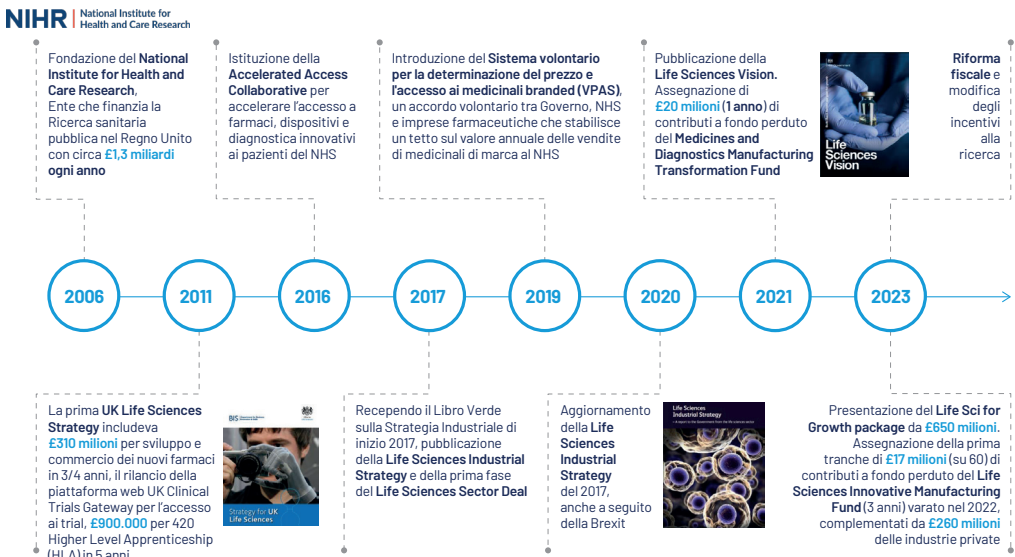 NIHR | National Institute for
Health and Care Research
Fondazione del National
Institute for Health and
Care Research,
Ente che finanzia la
Ricerca sanitaria
pubblica nel Regno Unito
con circa £1,3 miliardi
ogni anno
Istituzione della
Accelerated Access
Collaborative per
accelerare l'accesso a
farmaci, dispositivi e
diagnostica innovativi
ai pazienti del NHS
Introduzione del Sistema volontario
per la determinazione del prezzo e
l'accesso ai medicinali branded (VPAS),
un accordo volontario tra Governo, NHS
e imprese farmaceutiche che stabilisce
un tetto sul valore annuale delle vendite
di medicinali di marca al NHS
Pubblicazione della
Life Sciences Vision.
Assegnazione di
£20 milioni (1 anno) di
contributi a fondo perduto
del Medicines and
Diagnostics Manufacturing
Transformation Fund
Life
Sciences
Vision
Riforma
fiscale e
modifica
degli
incentivi
alla
ricerca
2006
2011
2016
2017
2019
2020
2021
2023
La prima UK Life Sciences
Strategy includeva
£310 milioni per sviluppo e
commercio dei nuovi farmaci
in 3/4 anni, il rilancio della
piattaforma web UK Clinical
Trials Gateway per l'accesso
ai trial, £900.000 per 420
Higher Level Apprenticeship
(HLA) in 5 anni
BIS
Strategy for UK
Life Sciences
Recependo il Libro Verde
sulla Strategia Industriale di
inizio 2017, pubblicazione
della Life Sciences Industrial
Strategy e della prima fase
del Life Sciences Sector Deal
Aggiornamento
della Life
Sciences
Industrial
Strategy
del 2017,
anche a seguito
della Brexit
Life Sciences
Industrial Strategy
Presentazione del Life Sci for
Growth package da £650 milioni.
Assegnazione della prima
tranche di £17 milioni (su 60) di
contributi a fondo perduto del Life
Sciences Innovative Manufacturing
Fund (3 anni) varato nel 2022,
complementati da £260 milioni
delle industrie private